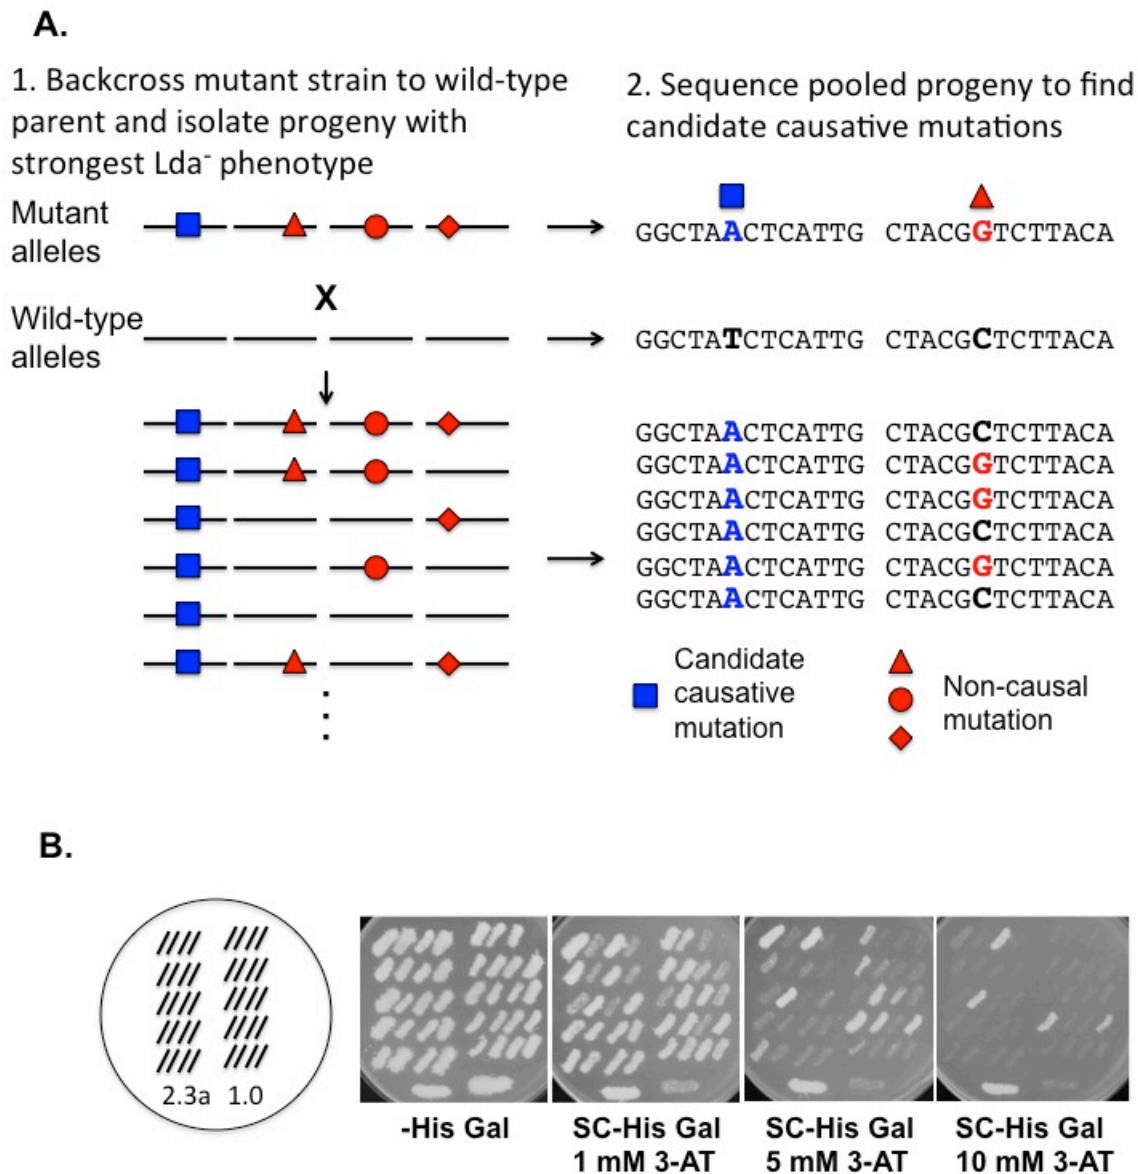 A.
1. Backcross mutant strain to wild-type
parent and isolate progeny with
strongest Lda- phenotype
2. Sequence pooled progeny to find
candidate causative mutations
Mutant
alleles
GGCTAACTCATTG CTACGGTCTTACA
X
Wild-type
alleles
GGCTATCTCATTG CTACGCTCTTACA
GGCTAACTCATTG CTACGCTCTTACA
GGCTAACTCATTG CTACGGTCTTACA
GGCTAACTCATTG CTACGGTCTTACA
GGCTAACTCATTG CTACGCTCTTACA
GGCTAACTCATTG CTACGGTCTTACA
GGCTAACTCATTG CTACGCTCTTACA
Candidate
causative
mutation
Non-causal
mutation
B.
2.3a 1.0
-His Gal
SC-His Gal
1 mM 3-AT
SC-His Gal
5 mM 3-AT
SC-His Gal
10 mM 3-AT